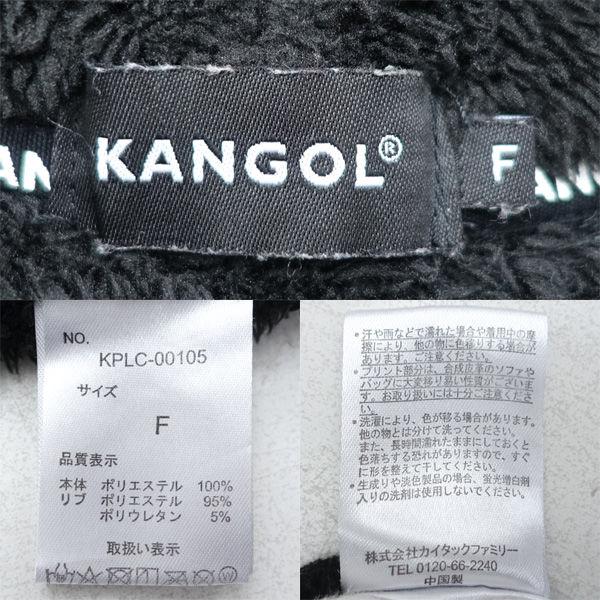 AN KANGOL® F AN
NO.
KPLC-00105
サイズ
F
品質表示
本体 ポリエステル 100%
リブ ポリエステル 95%
ポリウレタン 5%
取扱い表示
・汗や雨などで濡れた場合や着用中の摩
擦により、他の物に色移りする場合が
あります。ご注意ください。
・プリント部分は、合成皮革のソファや
バッグに大変移り易い性質がございま
す。お取り扱いには十分ご注意くださ
い。
・洗濯により、色が移る場合があります。
他の物とは分けて洗ってください。
また、長時間濡れたままにしておくと
色落ちする恐れがありますので、すぐ
に形を整えて干してください。
・生成りや淡色製品の場合、蛍光増白剤
入りの洗剤は使用しないでください。
株式会社カイタックファミリー
TEL 0120-66-2240
中国製